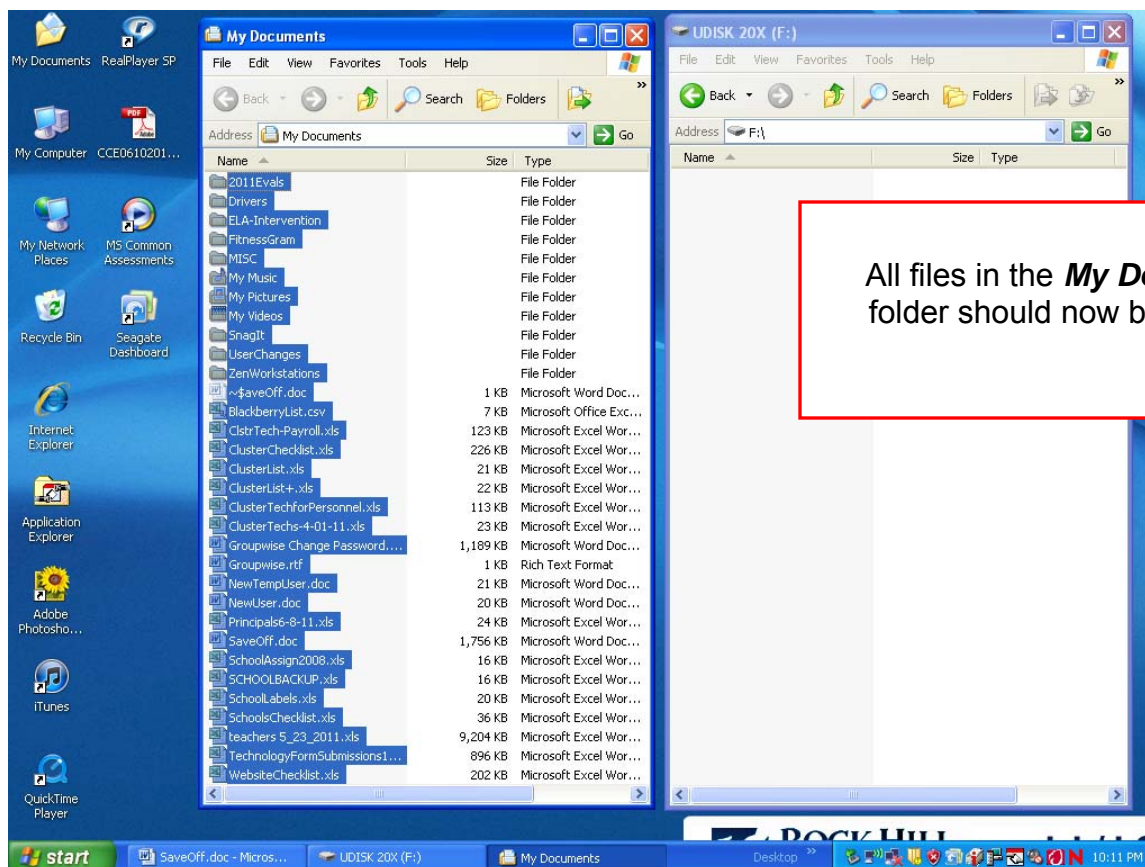 My Documents
RealPlayer SP
My Computer
CCE0610201...
My Network Places
MS Common Assessments
Recycle Bin
Seagate Dashboard
Internet Explorer
Application Explorer
Adobe Photosho...
iTunes
QuickTime Player
My Documents
File Edit View Favorites Tools Help
Back Search Folders »
Address My Documents Go
Name Size Type
2011Evals File Folder
Drivers File Folder
ELA-Intervention File Folder
FitnessGram File Folder
MISC File Folder
My Music File Folder
My Pictures File Folder
My Videos File Folder
SnagIt File Folder
UserChanges File Folder
ZenWorkstations File Folder
~$aveOff.doc 1 KB Microsoft Word Doc...
BlackberryList.csv 7 KB Microsoft Office Exc...
ClstrTech-Payroll.xls 123 KB Microsoft Excel Wor...
ClusterChecklist.xls 226 KB Microsoft Excel Wor...
ClusterList.xls 21 KB Microsoft Excel Wor...
ClusterList+.xls 22 KB Microsoft Excel Wor...
ClusterTechforPersonnel.xls 113 KB Microsoft Excel Wor...
ClusterTechs-4-01-11.xls 23 KB Microsoft Excel Wor...
Groupwise Change Password.... 1,189 KB Microsoft Word Doc...
Groupwise.rtf 1 KB Rich Text Format
NewTempUser.doc 21 KB Microsoft Word Doc...
NewUser.doc 20 KB Microsoft Word Doc...
Principals6-8-11.xls 24 KB Microsoft Excel Wor...
SaveOff.doc 1,756 KB Microsoft Word Doc...
SchoolAssign2008.xls 16 KB Microsoft Excel Wor...
SCHOOLBACKUP.xls 16 KB Microsoft Excel Wor...
SchoolLabels.xls 20 KB Microsoft Excel Wor...
SchoolsChecklist.xls 36 KB Microsoft Excel Wor...
teachers 5_23_2011.xls 9,204 KB Microsoft Excel Wor...
TechnologyFormSubmissions1... 896 KB Microsoft Excel Wor...
WebsiteChecklist.xls 202 KB Microsoft Excel Wor...
UDISK 20X (F:)
File Edit View Favorites Tools Help
Back Search Folders »
Address F:\ Go
Name Size Type
All files in the My Do
folder should now b
ROCK HILL
start SaveOff.doc - Micros... UDISK 20X (F:) My Documents Desktop » 10:11 PM